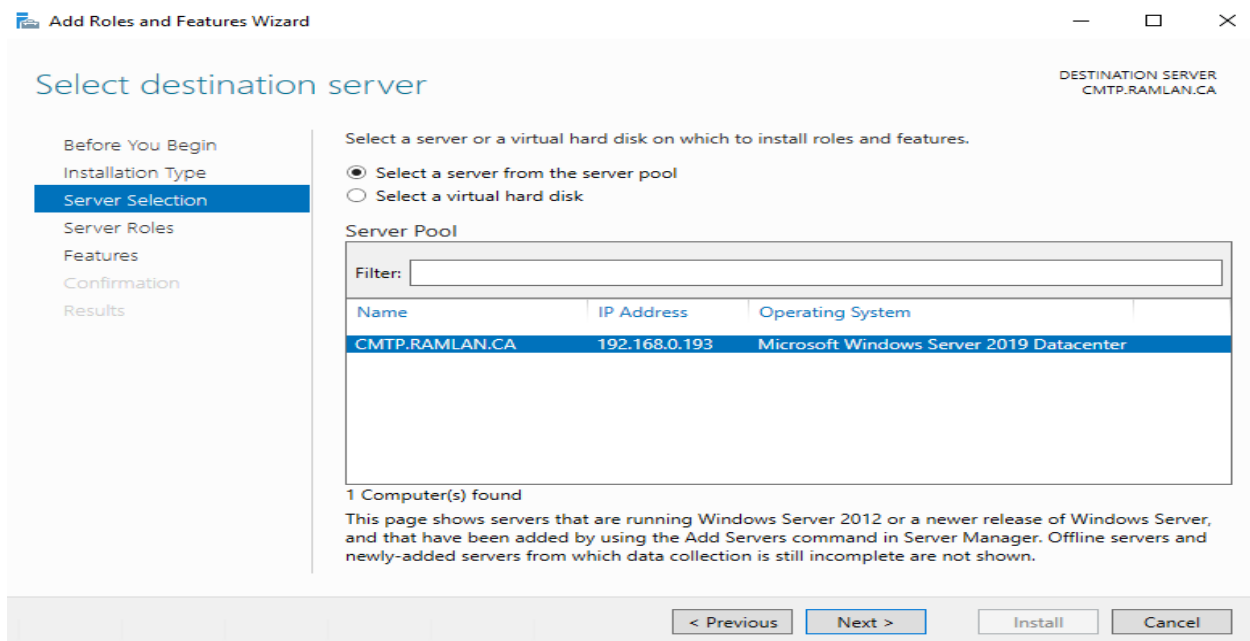 Add Roles and Features Wizard
Select destination server
DESTINATION SERVER
CMTP.RAMLAN.CA
Before You Begin
Installation Type
Server Selection
Server Roles
Features
Confirmation
Results
Select a server or a virtual hard disk on which to install roles and features.
Select a server from the server pool
Select a virtual hard disk
Server Pool
Filter:
Name IP Address Operating System
CMTP.RAMLAN.CA 192.168.0.193 Microsoft Windows Server 2019 Datacenter
1 Computer(s) found
This page shows servers that are running Windows Server 2012 or a newer release of Windows Server,
and that have been added by using the Add Servers command in Server Manager. Offline servers and
newly-added servers from which data collection is still incomplete are not shown.
< Previous Next > Install Cancel